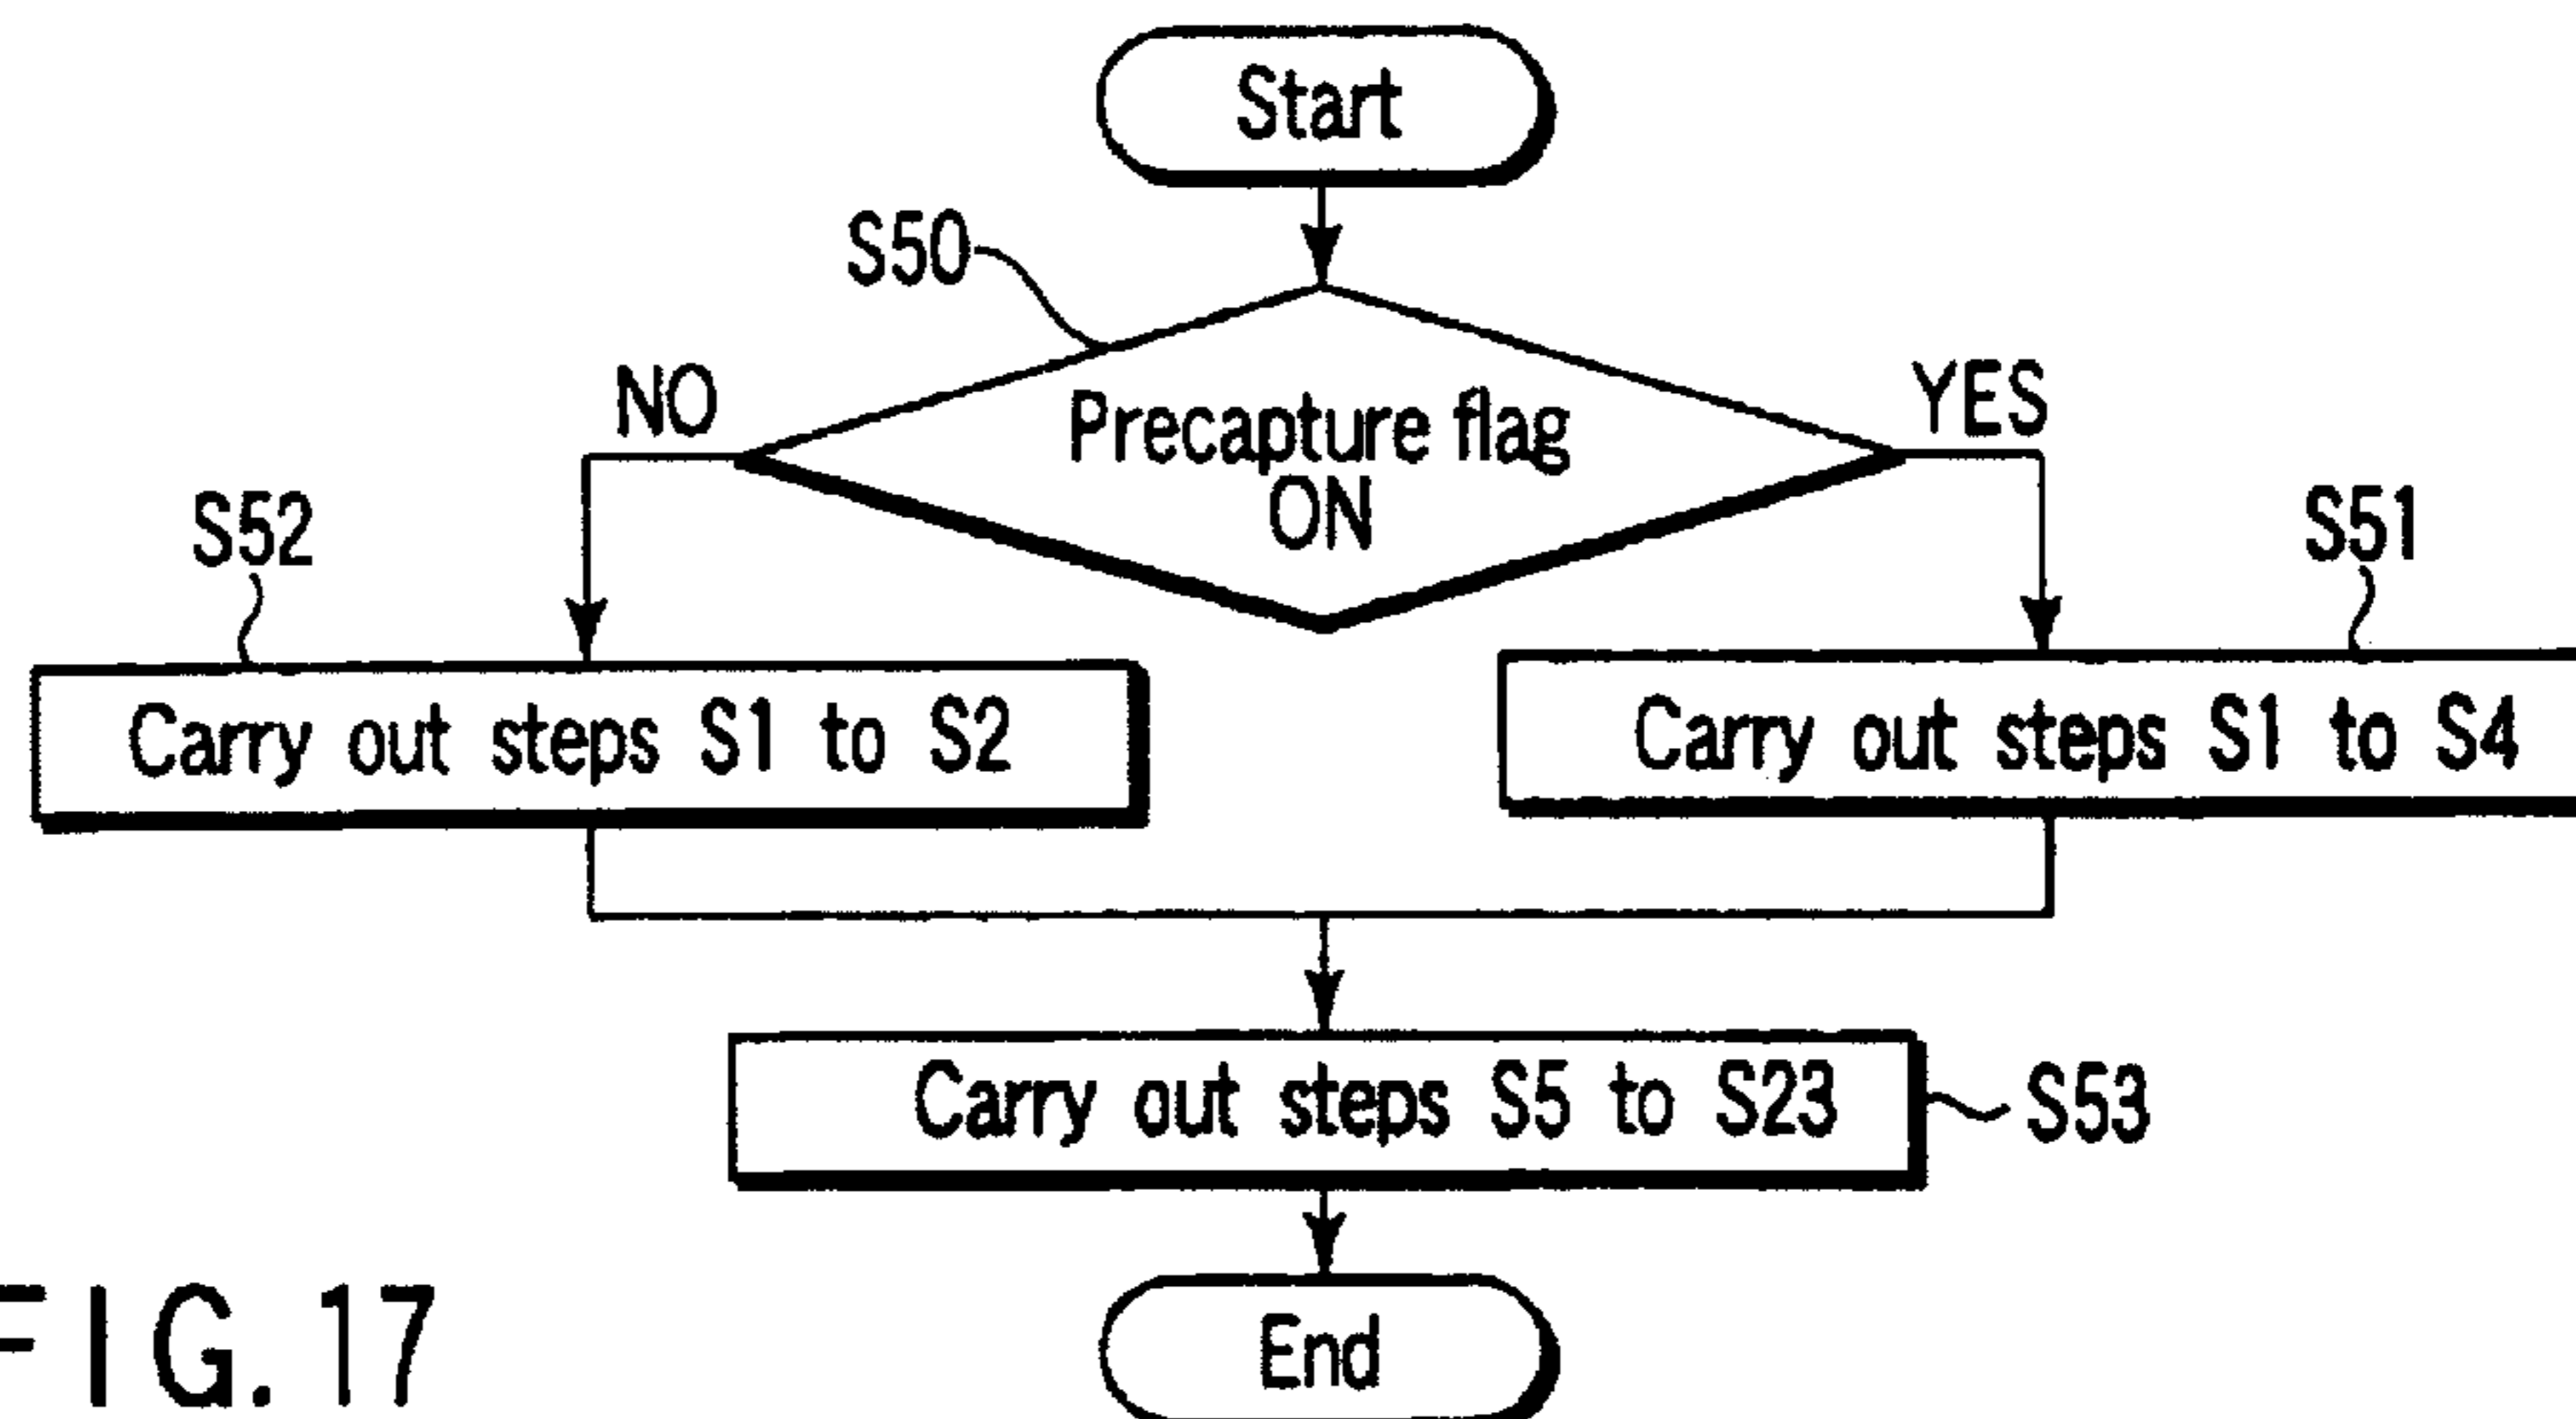 Start
S50
NO
Precapture flag
ON
YES
S52
S51
Carry out steps S1 to S2
Carry out steps S1 to S4
Carry out steps S5 to S23
S53
End
FIG. 17